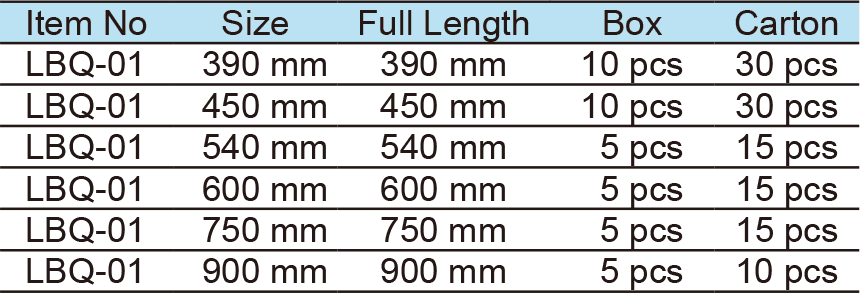 Item No Size Full Length Box Carton
LBQ-01 390 mm 390 mm 10 pcs 30 pcs
LBQ-01 450 mm 450 mm 10 pcs 30 pcs
LBQ-01 540 mm 540 mm 5 pcs 15 pcs
LBQ-01 600 mm 600 mm 5 pcs 15 pcs
LBQ-01 750 mm 750 mm 5 pcs 15 pcs
LBQ-01 900 mm 900 mm 5 pcs 10 pcs